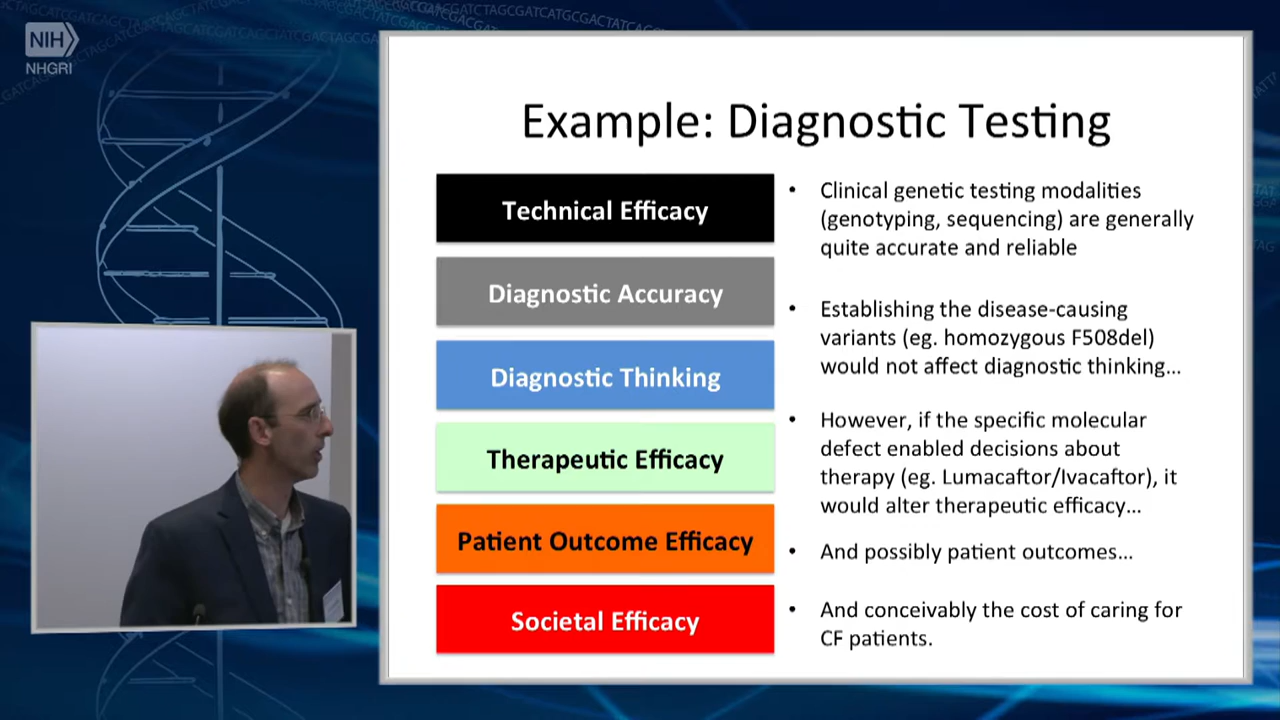 NIH
NHGRI
Example: Diagnostic Testing
Technical Efficacy
Diagnostic Accuracy
Diagnostic Thinking
Therapeutic Efficacy
Patient Outcome Efficacy
Societal Efficacy
• Clinical genetic testing modalities
(genotyping, sequencing) are generally
quite accurate and reliable
• Establishing the disease-causing
variants (eg. homozygous F508del)
would not affect diagnostic thinking...
• However, if the specific molecular
defect enabled decisions about
therapy (eg. Lumacaftor/Ivacaftor), it
would alter therapeutic efficacy...
• And possibly patient outcomes...
• And conceivably the cost of caring for
CF patients.